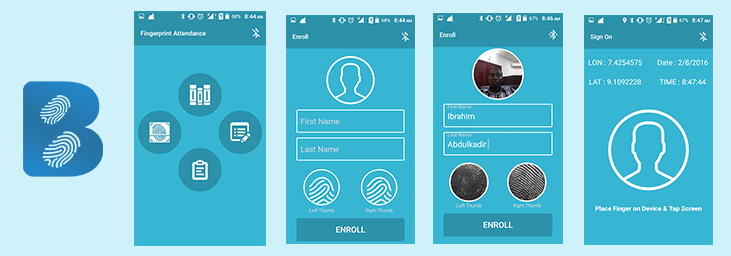 B
68% 8:44 AM
Fingerprint Attendance
68% 8:44 AM
Enroll
First Name
Last Name
Left Thumb Right Thumb
ENROLL
67% 8:46 AM
Enroll
First Name
Ibrahim
Last Name
Abdulkadir
Left Thumb Right Thumb
ENROLL
67% 8:47 AM
Sign On
LON : 7.4254575 Date : 2/8/2016
LAT : 9.1092228 TIME : 8:47:44
Place Finger on Device & Tap Screen